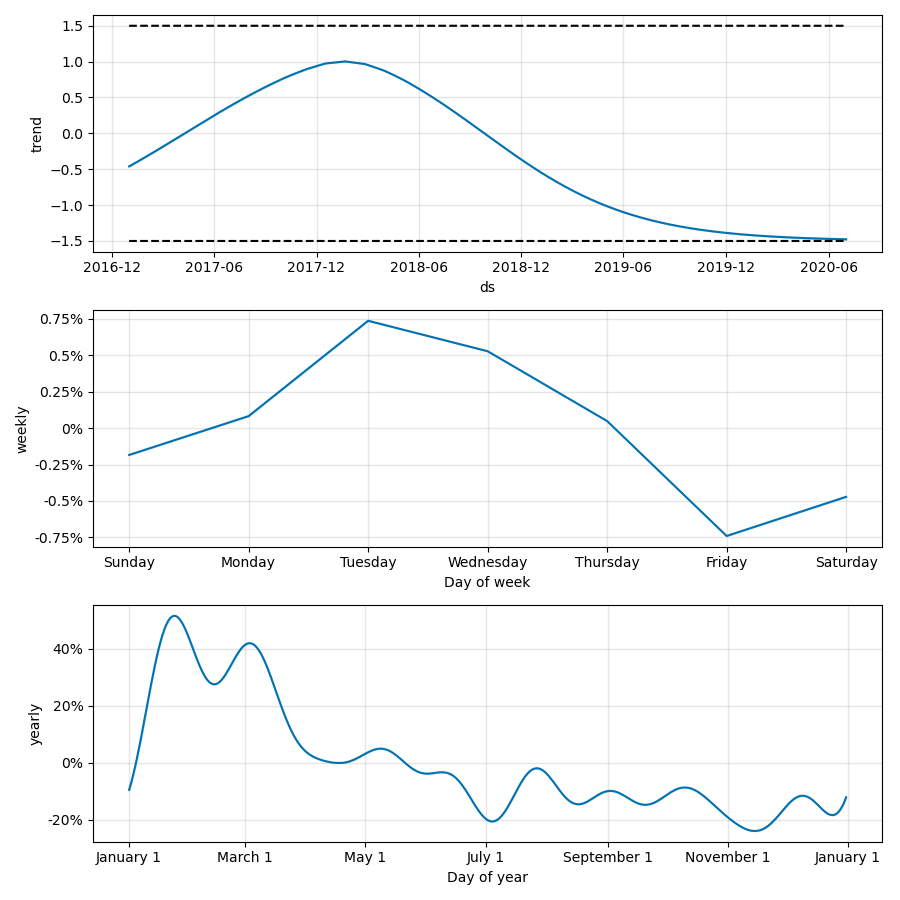 trend
1.5
1.0
0.5
0.0
−0.5
−1.0
−1.5
2016-12 2017-06 2017-12 2018-06 2018-12 2019-06 2019-12 2020-06
ds
weekly
0.75%
0.5%
0.25%
0%
-0.25%
-0.5%
-0.75%
Sunday Monday Tuesday Wednesday Thursday Friday Saturday
Day of week
yearly
40%
20%
0%
-20%
January 1 March 1 May 1 July 1 September 1 November 1 January 1
Day of year